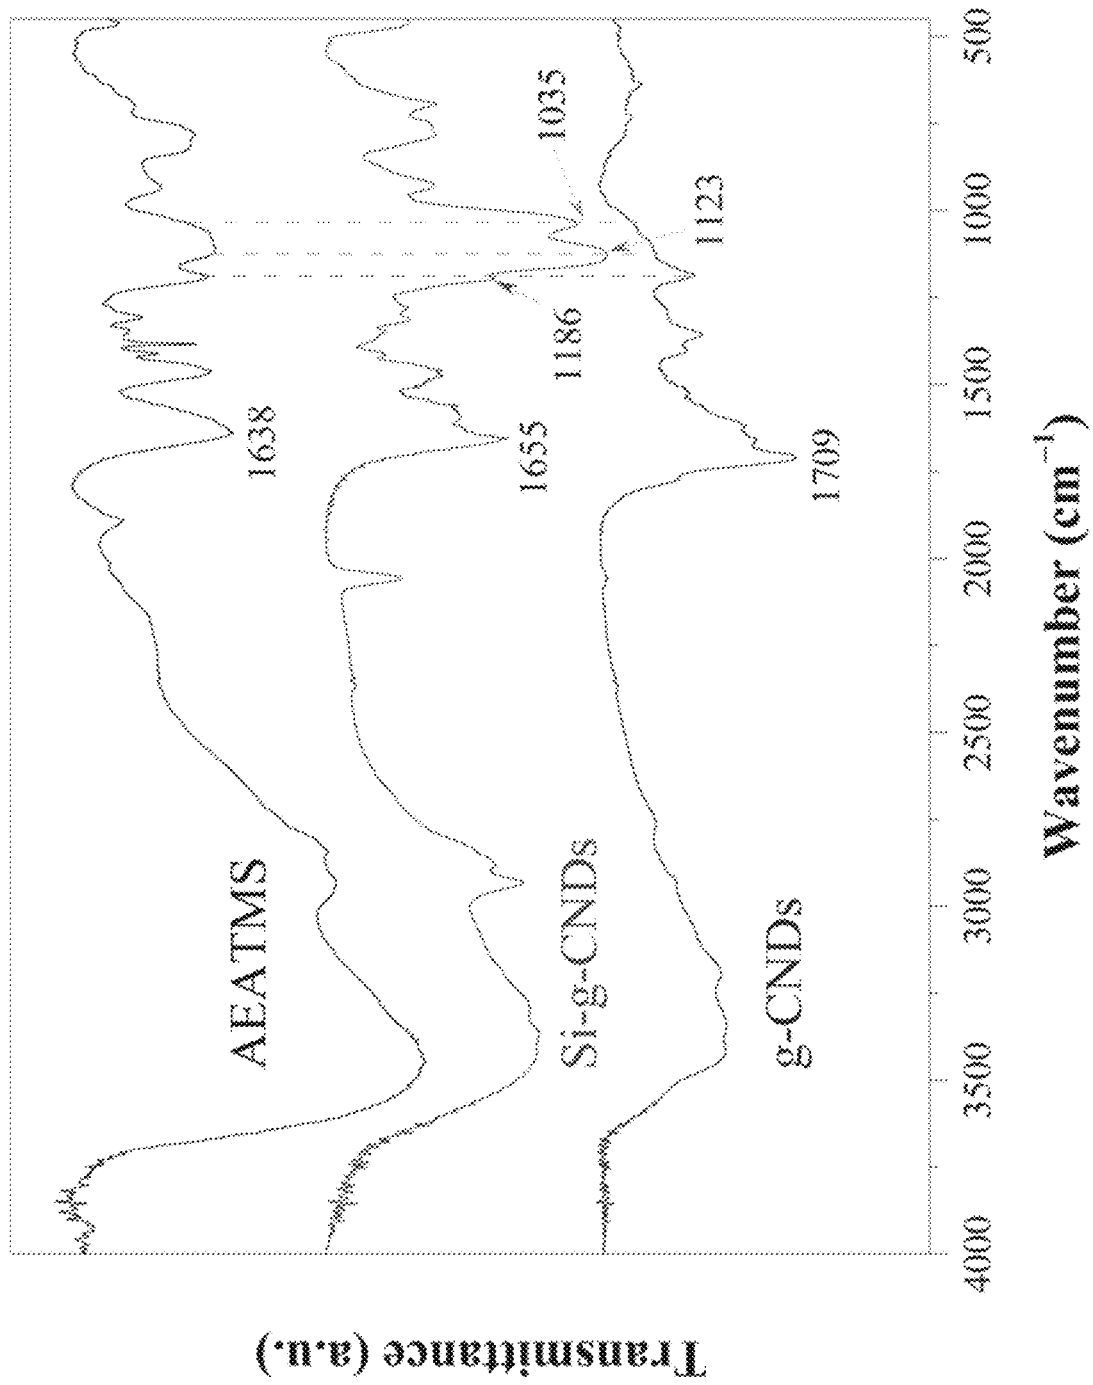 Transmittance (a.u.)
AEATMS
1638
Si-g-CNDs
1655
1186
1123
1035
g-CNDs
1709
4000 3500 3000 2500 2000 1500 1000 500
Wavenumber (cm⁻¹)